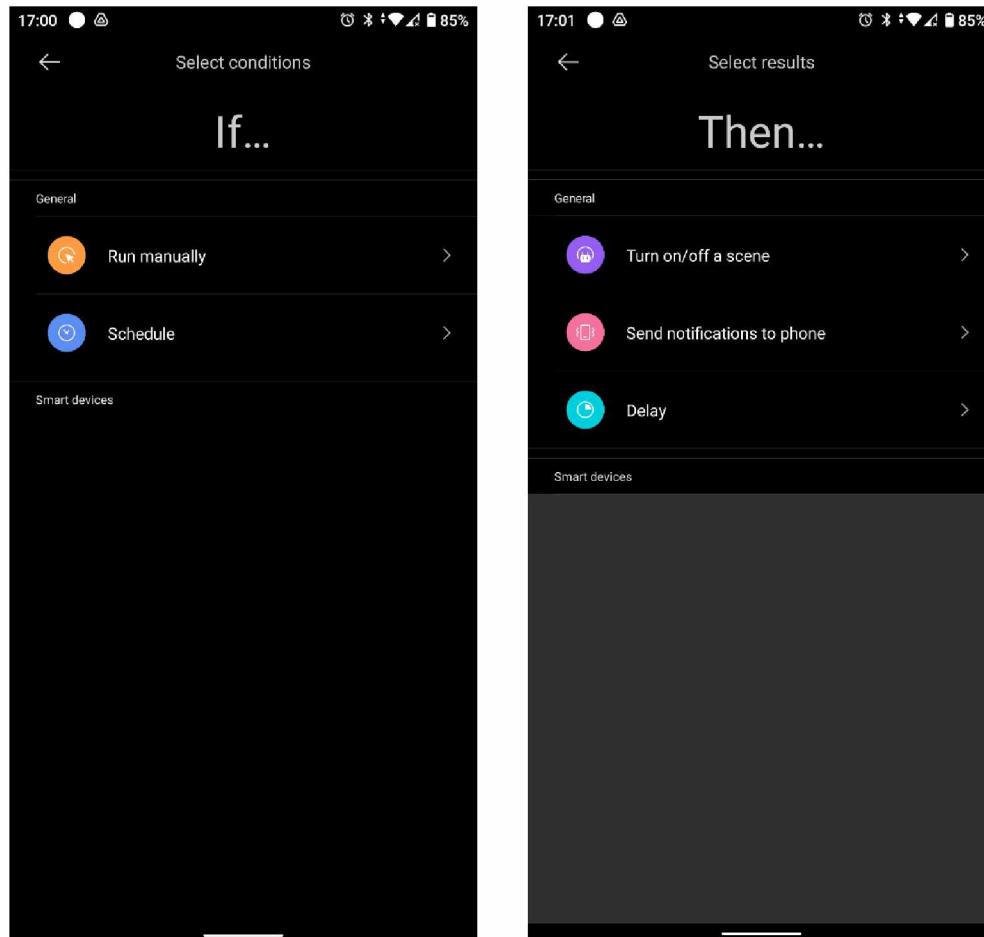 17:00 85%
Select conditions
If...
General
Run manually
Schedule
Smart devices
17:01 85%
Select results
Then...
General
Turn on/off a scene
Send notifications to phone
Delay
Smart devices